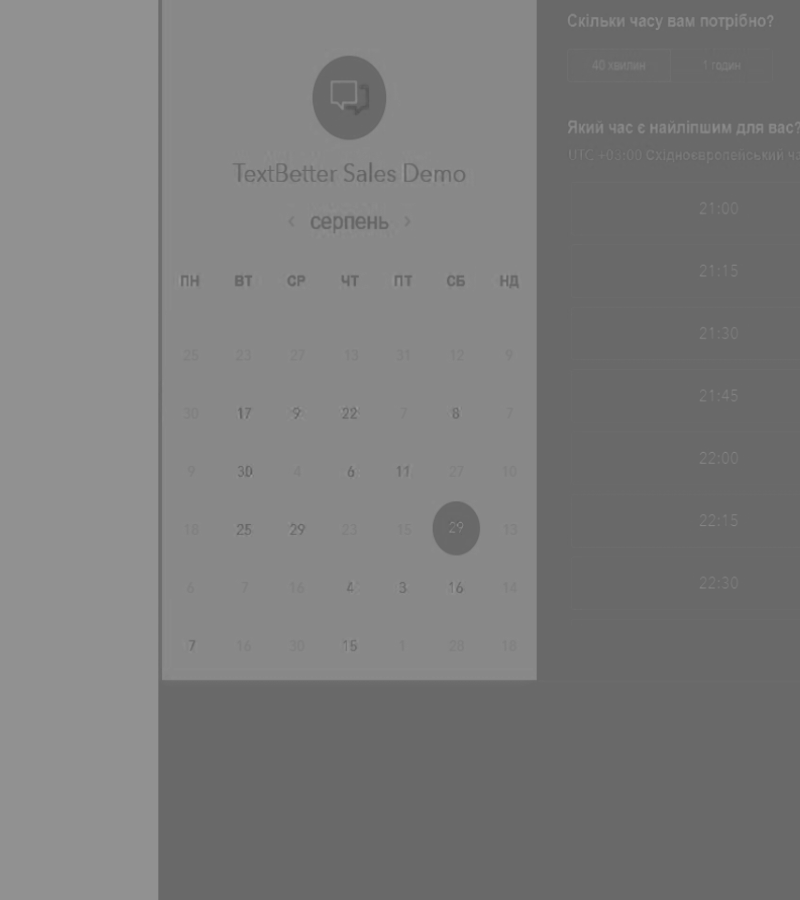 TextBetter Sales Demo
‹ серпень ›
ПН ВТ СР ЧТ ПТ СБ НД
25 23 27 13 31 12 9
30 17 9 22 7 8 7
9 30 4 6 11 27 10
18 25 29 23 15 29 13
6 7 16 4 3 16 14
7 16 30 15 1 28 18
Скільки часу вам потрібно?
40 хвилин 1 годин
Який час є найліпшим для вас?
UTC +03:00 Східноєвропейський
21:00
21:15
21:30
21:45
22:00
22:15
22:30